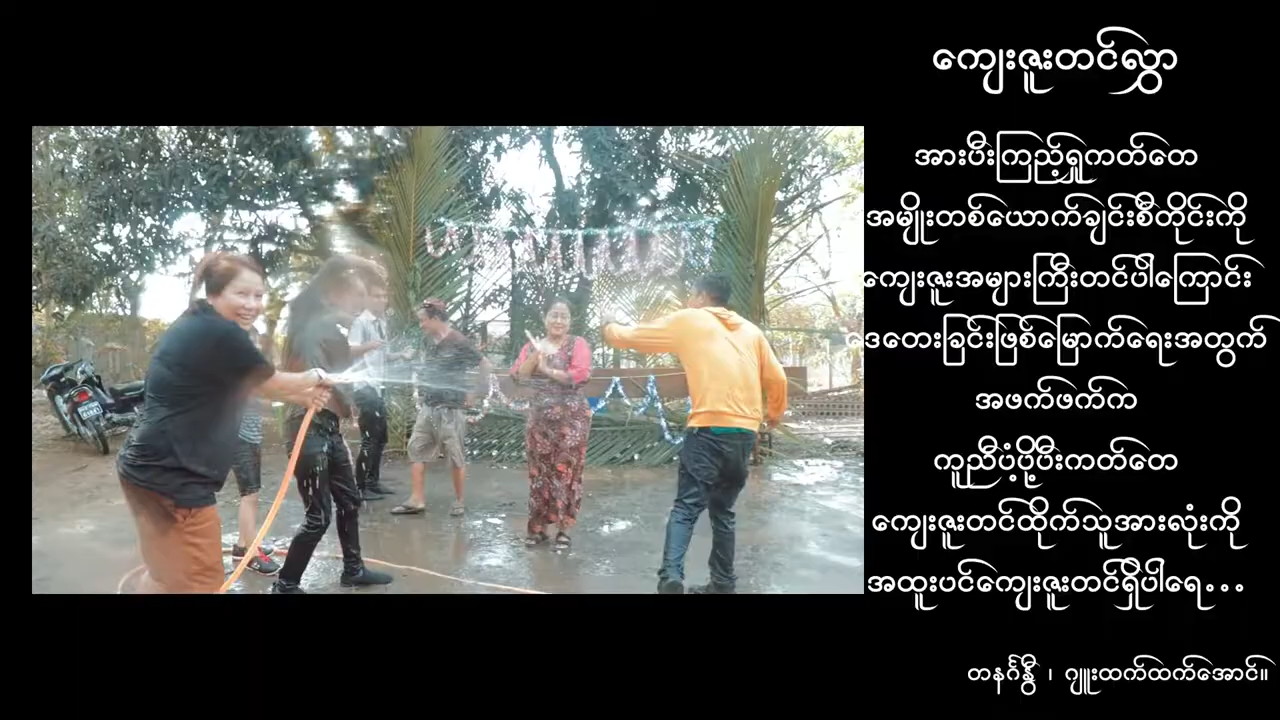 ကျေးဇူးတင်လွှာ
အားပီးကြည့်ရှုကတ်တေ
အမျိုးတစ်ယောက်ချင်းစီတိုင်းကို
ကျေးဇူးအများကြီးတင်ပါကြောင်း
ဒေတေးခြင်းဖြစ်မြောက်ရေးအတွက်
အဖက်ဖက်က
ကူညီပံ့ပိုးပီးကတ်တေ
ကျေးဇူးတင်ထိုက်သူအားလုံးကို
အထူးပင်ကျေးဇူးတင်ရှိပါရေ...
တနင်္ဂနွီ ၊ ဂျူးထက်ထက်အောင်။